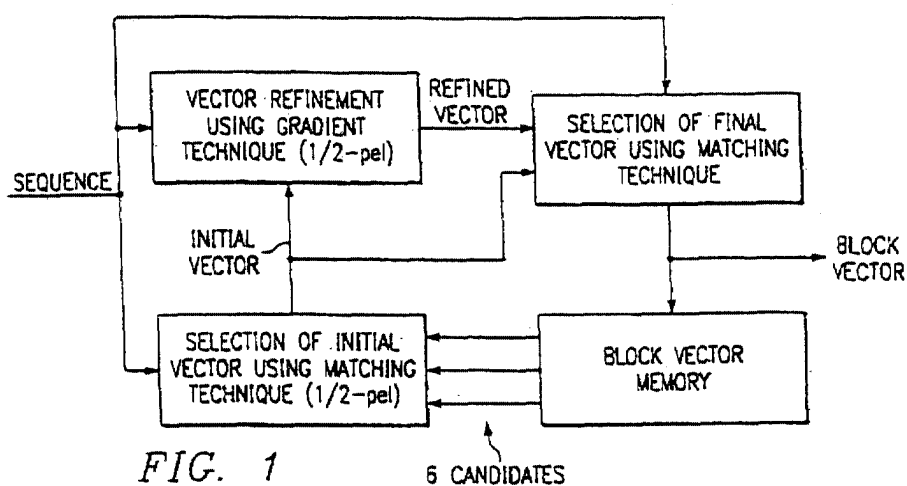 VECTOR REFINEMENT
USING GRADIENT
TECHNIQUE (1/2-pel)
REFINED
VECTOR
SELECTION OF FINAL
VECTOR USING MATCHING
TECHNIQUE
SEQUENCE
INITIAL
VECTOR
BLOCK
VECTOR
SELECTION OF INITIAL
VECTOR USING MATCHING
TECHNIQUE (1/2-pel)
BLOCK VECTOR
MEMORY
FIG. 1
6 CANDIDATES